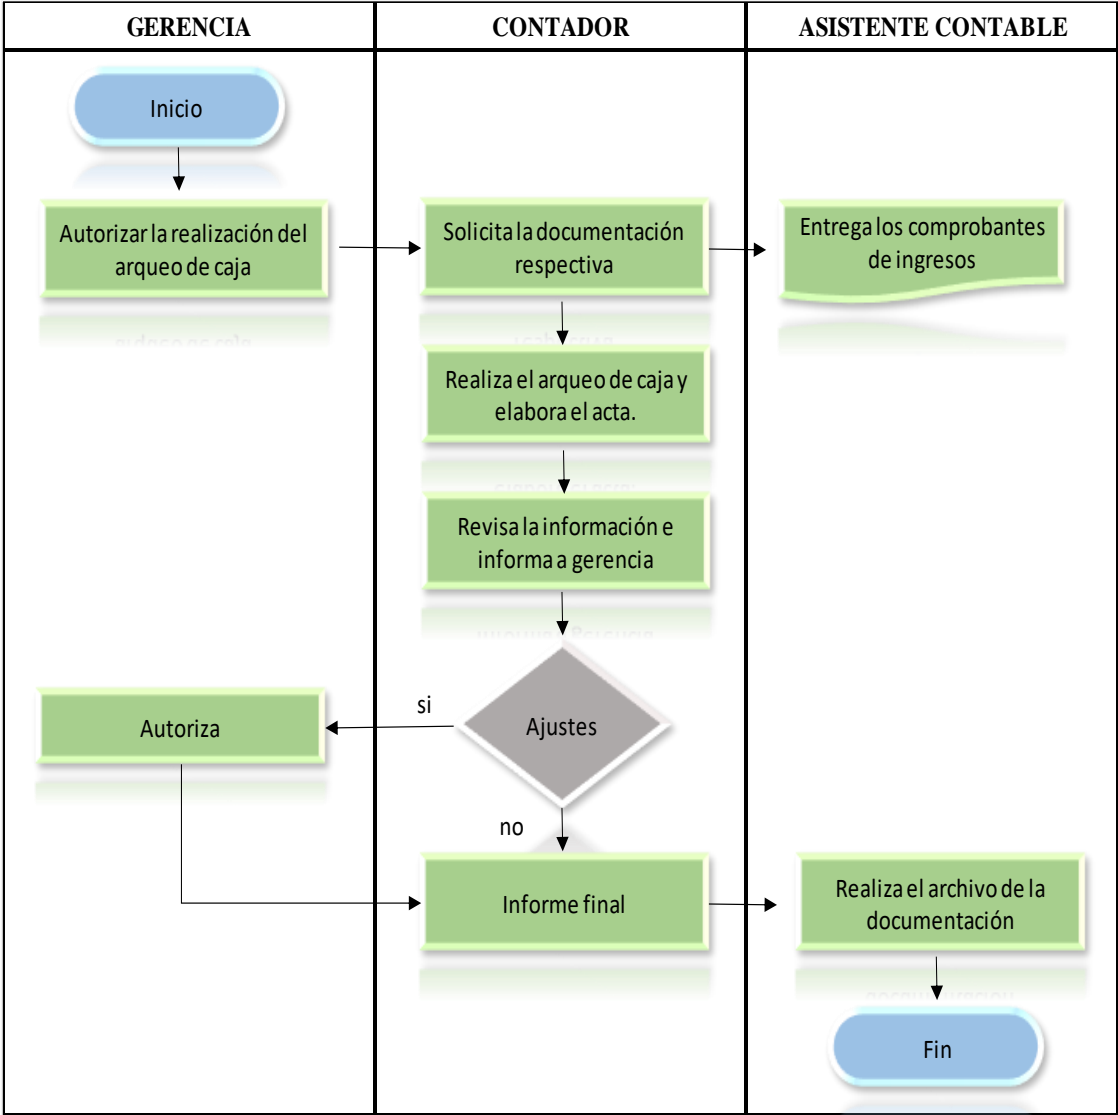 GERENCIA
CONTADOR
ASISTENTE CONTABLE
Inicio
Autorizar la realización del
arqueo de caja
Solicita la documentación
respectiva
Entrega los comprobantes
de ingresos
Realiza el arqueo de caja y
elabora el acta.
Revisa la información e
informa a gerencia
si
Ajustes
Autoriza
no
Informe final
Realiza el archivo de la
documentación
Fin